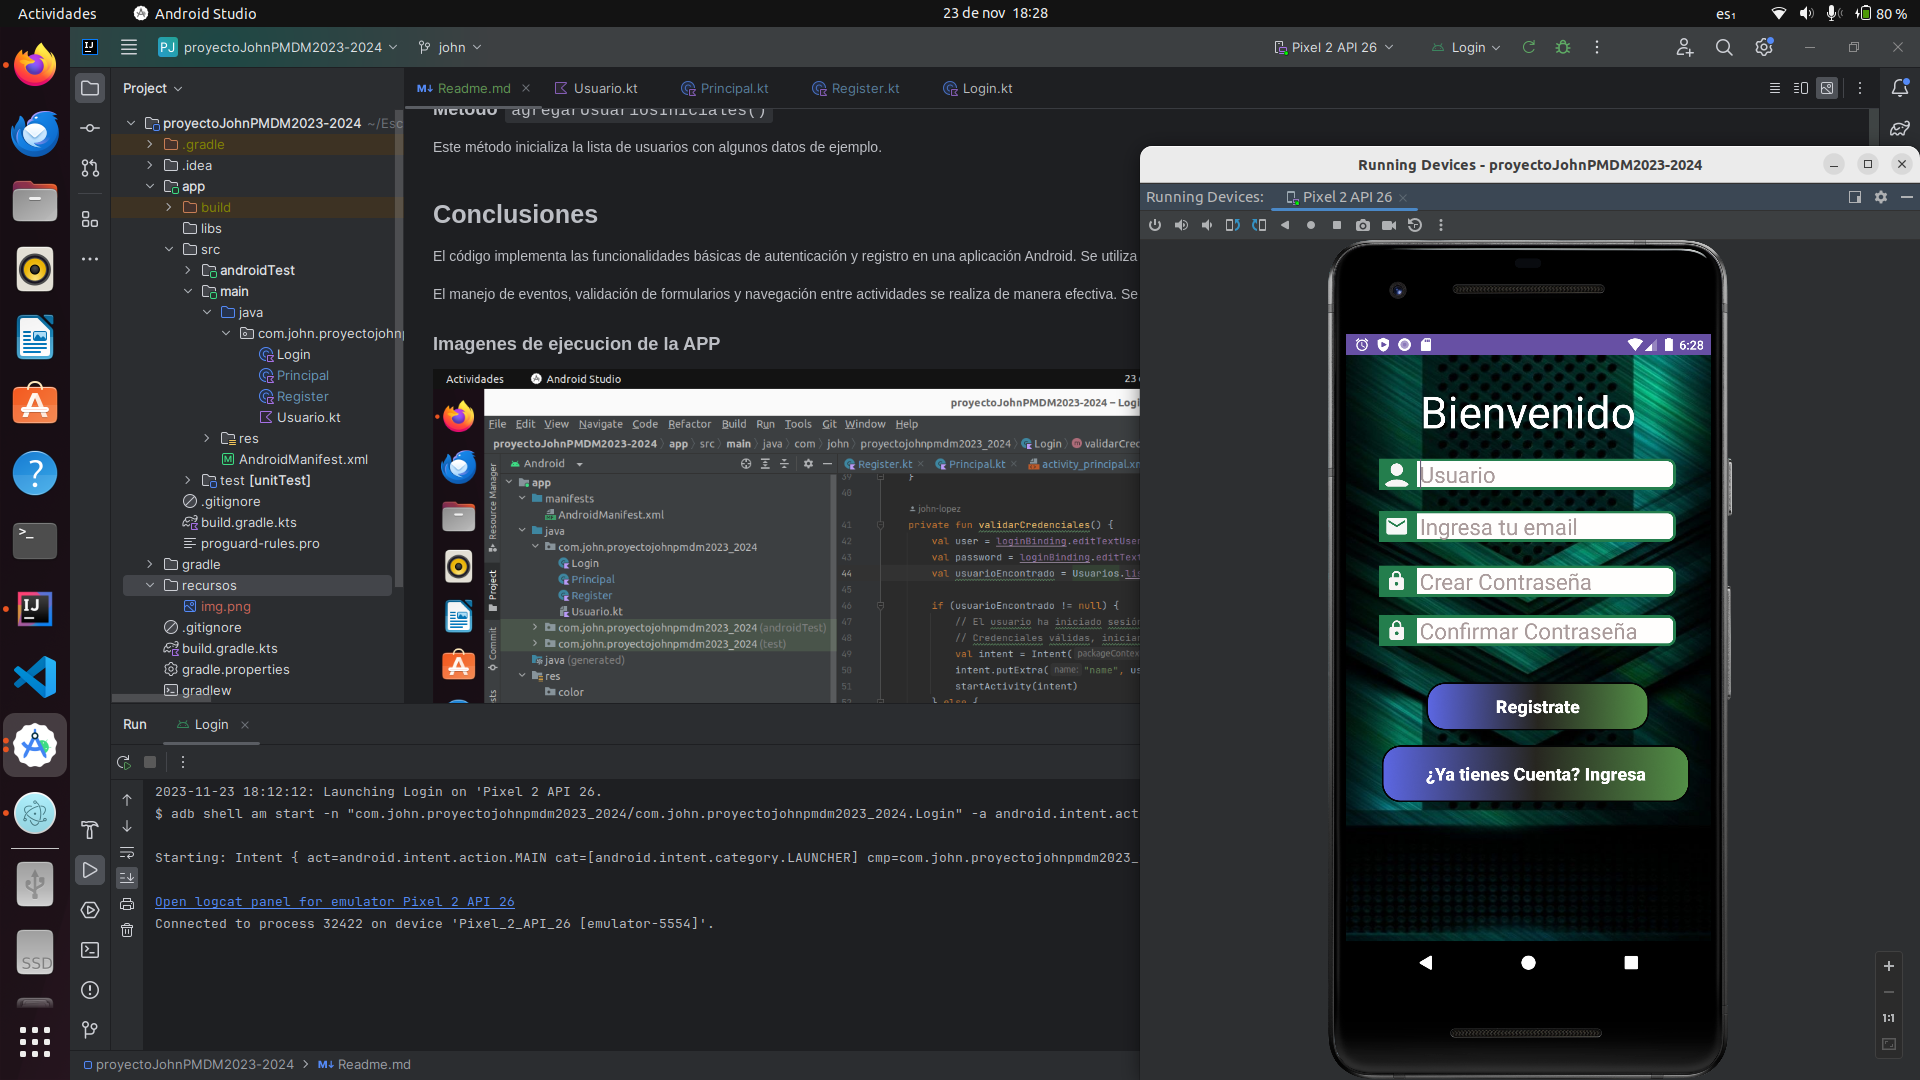 Actividades
Android Studio
23 de nov 18:28
es₁
80 %
PJ proyectoJohnPMDM2023-2024
john
Pixel 2 API 26
Login
Project
Readme.md
Usuario.kt
Principal.kt
Register.kt
Login.kt
proyectoJohnPMDM2023-2024 ~/Esc
.gradle
.idea
app
build
libs
src
androidTest
main
java
com.john.proyectojohnp
Login
Principal
Register
Usuario.kt
res
AndroidManifest.xml
test [unitTest]
.gitignore
build.gradle.kts
proguard-rules.pro
gradle
recursos
img.png
.gitignore
build.gradle.kts
gradle.properties
gradlew
Método agregarUsuariosIniciales()
Este método inicializa la lista de usuarios con algunos datos de ejemplo.
Conclusiones
El código implementa las funcionalidades básicas de autenticación y registro en una aplicación Android. Se utiliza
El manejo de eventos, validación de formularios y navegación entre actividades se realiza de manera efectiva. Se
Imagenes de ejecucion de la APP
Actividades
Android Studio
23 d
proyectoJohnPMDM2023-2024 – Logi
File Edit View Navigate Code Refactor Build Run Tools Git Window Help
proyectoJohnPMDM2023-2024 app src main java com john proyectojohnpmdm2023_2024 Login validarCrec
Android
Register.kt
Principal.kt
activity_principal.xm
Resource Manager
Project
Commit
app
manifests
AndroidManifest.xml
java
com.john.proyectojohnpmdm2023_2024
Login
Principal
Register
Usuario.kt
com.john.proyectojohnpmdm2023_2024 (androidTest)
com.john.proyectojohnpmdm2023_2024 (test)
java (generated)
res
color
39 }
40
john-lopez
41 private fun validarCredenciales() {
42 val user = loginBinding.editTextUser
43 val password = loginBinding.editText
44 val usuarioEncontrado = Usuarios.li
45
46 if (usuarioEncontrado != null) {
47 // El usuario ha iniciado sesión
48 // Credenciales válidas, inician
49 val intent = Intent( packageContex
50 intent.putExtra( name: "name", us
51 startActivity(intent)
52 } else {
Run
Login
2023-11-23 18:12:12: Launching Login on 'Pixel 2 API 26.
$ adb shell am start -n "com.john.proyectojohnpmdm2023_2024/com.john.proyectojohnpmdm2023_2024.Login" -a android.intent.act
Starting: Intent { act=android.intent.action.MAIN cat=[android.intent.category.LAUNCHER] cmp=com.john.proyectojohnpmdm2023_
Open logcat panel for emulator Pixel 2 API 26
Connected to process 32422 on device 'Pixel_2_API_26 [emulator-5554]'.
proyectoJohnPMDM2023-2024 > Readme.md
SSD
Running Devices - proyectoJohnPMDM2023-2024
Running Devices:
Pixel 2 API 26
6:28
Bienvenido
Usuario
Ingresa tu email
Crear Contraseña
Confirmar Contraseña
Registrate
¿Ya tienes Cuenta? Ingresa
1:1